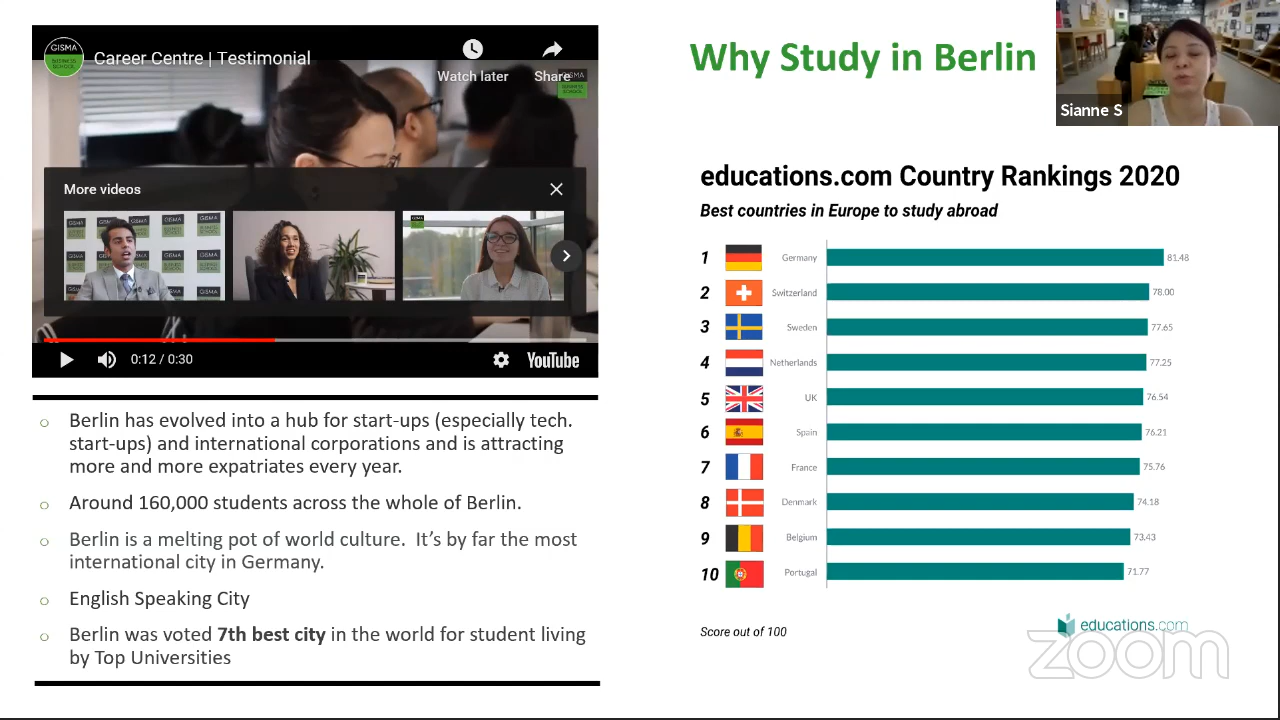 GISMA
BUSINESS
SCHOOL
Career Centre | Testimonial
Watch later
Share
More videos
0:12 / 0:30
YouTube
Berlin has evolved into a hub for start-ups (especially tech.
start-ups) and international corporations and is attracting
more and more expatriates every year.
Around 160,000 students across the whole of Berlin.
Berlin is a melting pot of world culture. It’s by far the most
international city in Germany.
English Speaking City
Berlin was voted 7th best city in the world for student living
by Top Universities
Why Study in Berlin
Sianne S
educations.com Country Rankings 2020
Best countries in Europe to study abroad
1 Germany 81.48
2 Switzerland 78.00
3 Sweden 77.65
4 Netherlands 77.25
5 UK 76.54
6 Spain 76.21
7 France 75.76
8 Denmark 74.18
9 Belgium 73.43
10 Portugal 71.77
Score out of 100
educations.com
zoom